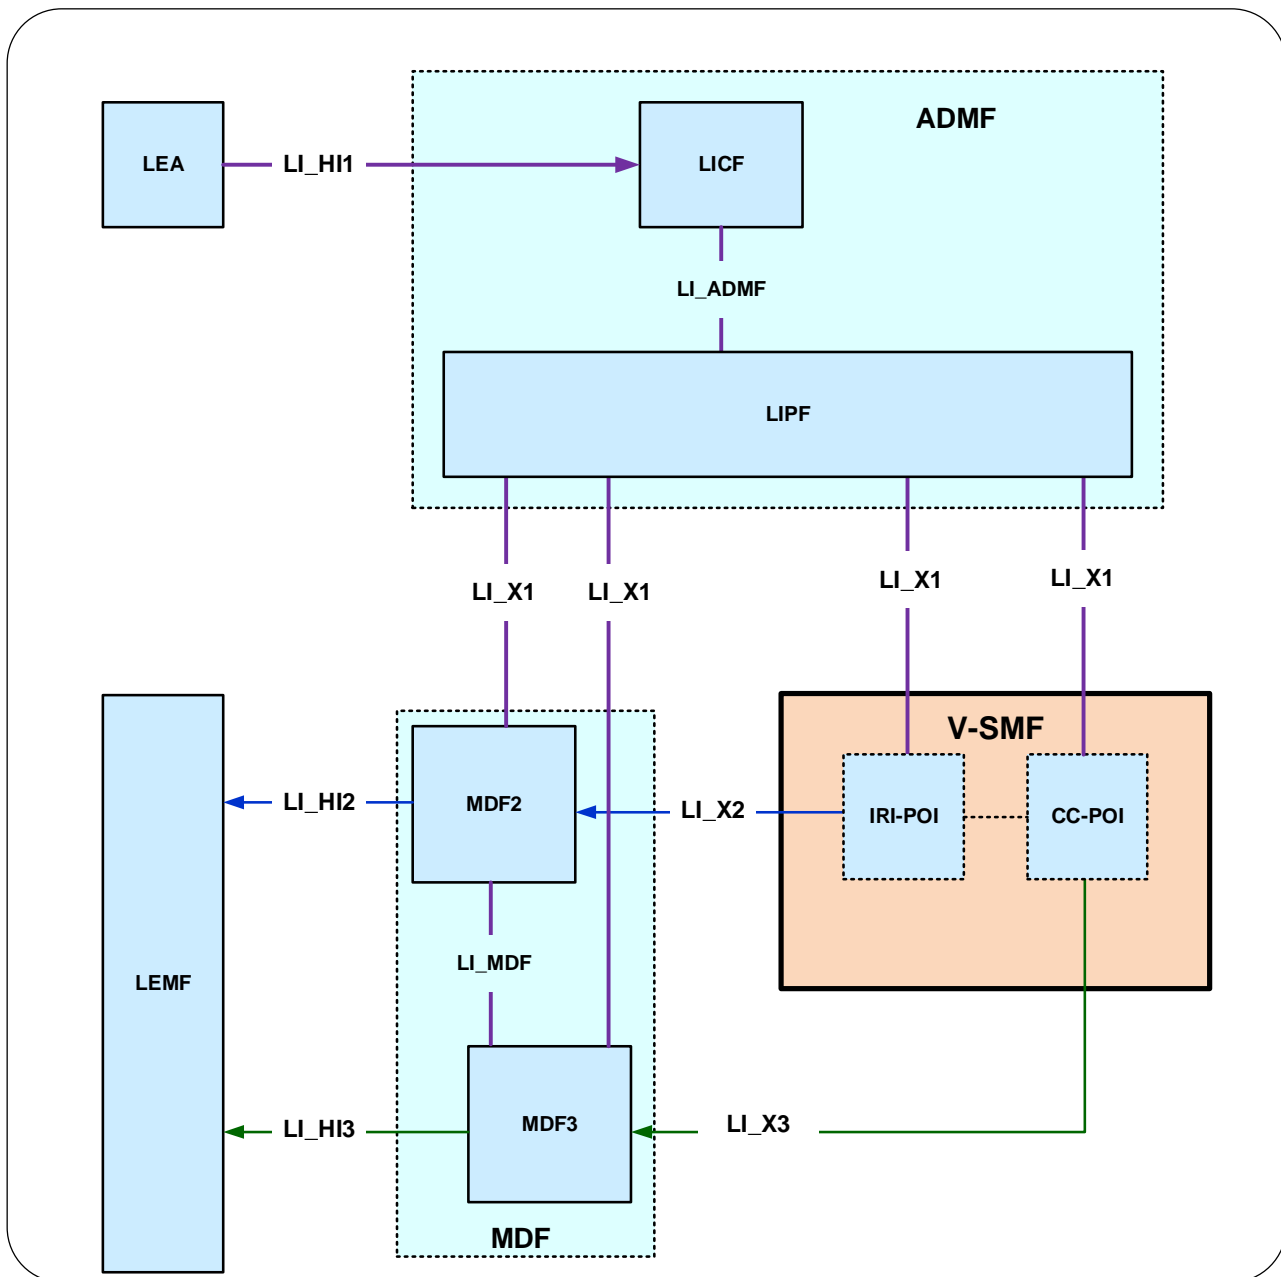 ADMF
LEA
LI_HI1
LICF
LI_ADMF
LIPF
LI_X1
LI_X1
LI_X1
LI_X1
V-SMF
MDF2
LI_HI2
LI_X2
IRI-POI
CC-POI
LI_MDF
LEMF
MDF3
LI_HI3
LI_X3
MDF